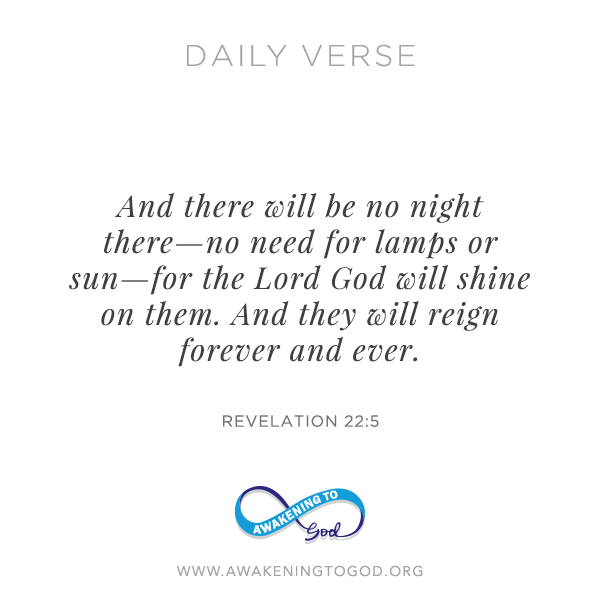 DAILY VERSE
And there will be no night
there—no need for lamps or
sun—for the Lord God will shine
on them. And they will reign
forever and ever.
REVELATION 22:5
AWAKENING TO
God
WWW.AWAKENINGTOGOD.ORG